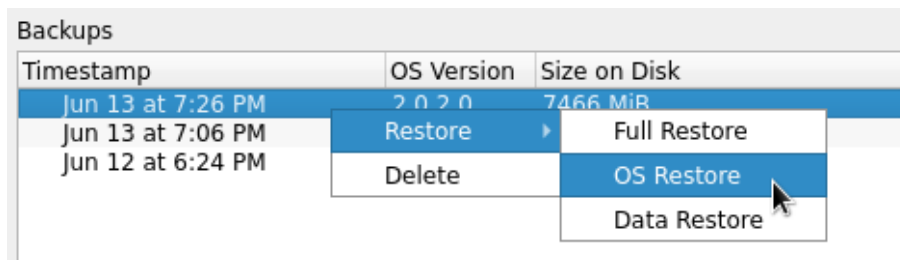 Backups
Timestamp OS Version Size on Disk
Jun 13 at 7:26 PM 2.0.2.0 7466 MiB
Jun 13 at 7:06 PM Restore Full Restore
Jun 12 at 6:24 PM Delete OS Restore
Data Restore